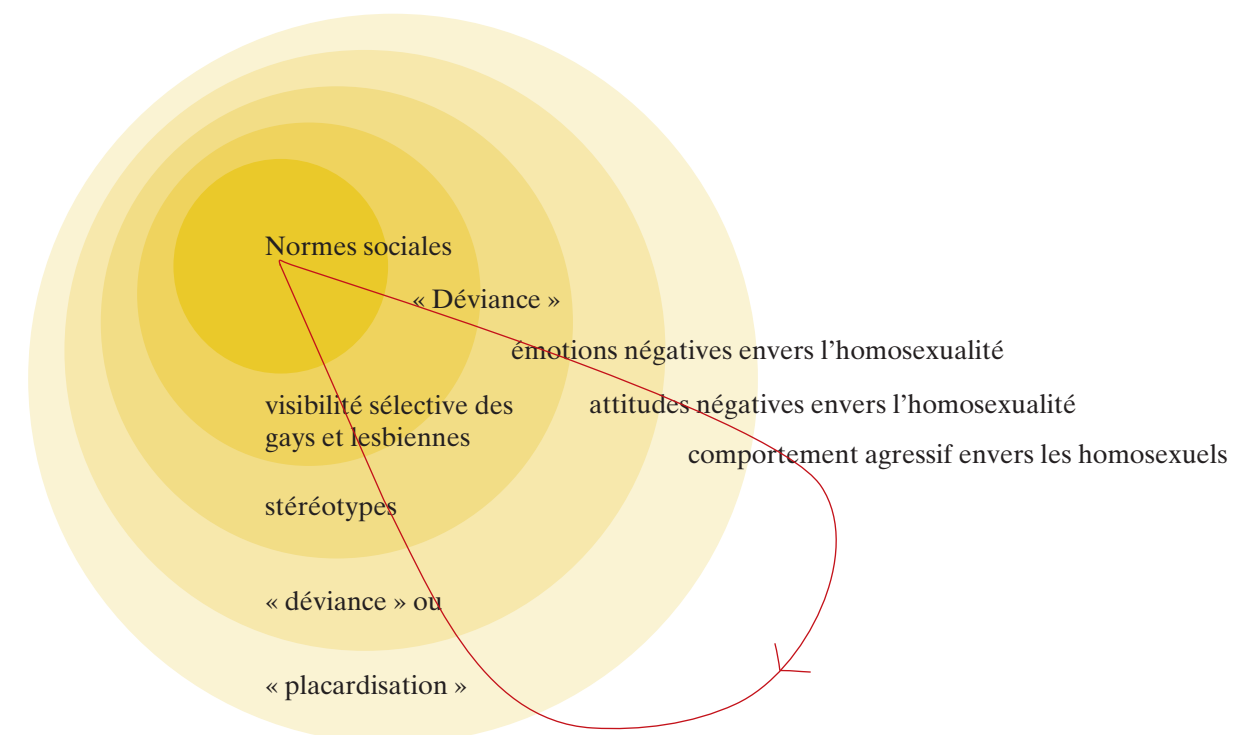 Normes sociales
« Déviance »
émotions négatives envers l’homosexualité
attitudes négatives envers l’homosexualité
comportement agressif envers les homosexuels
visibilité sélective des
gays et lesbiennes
stéréotypes
« déviance » ou
« placardisation »